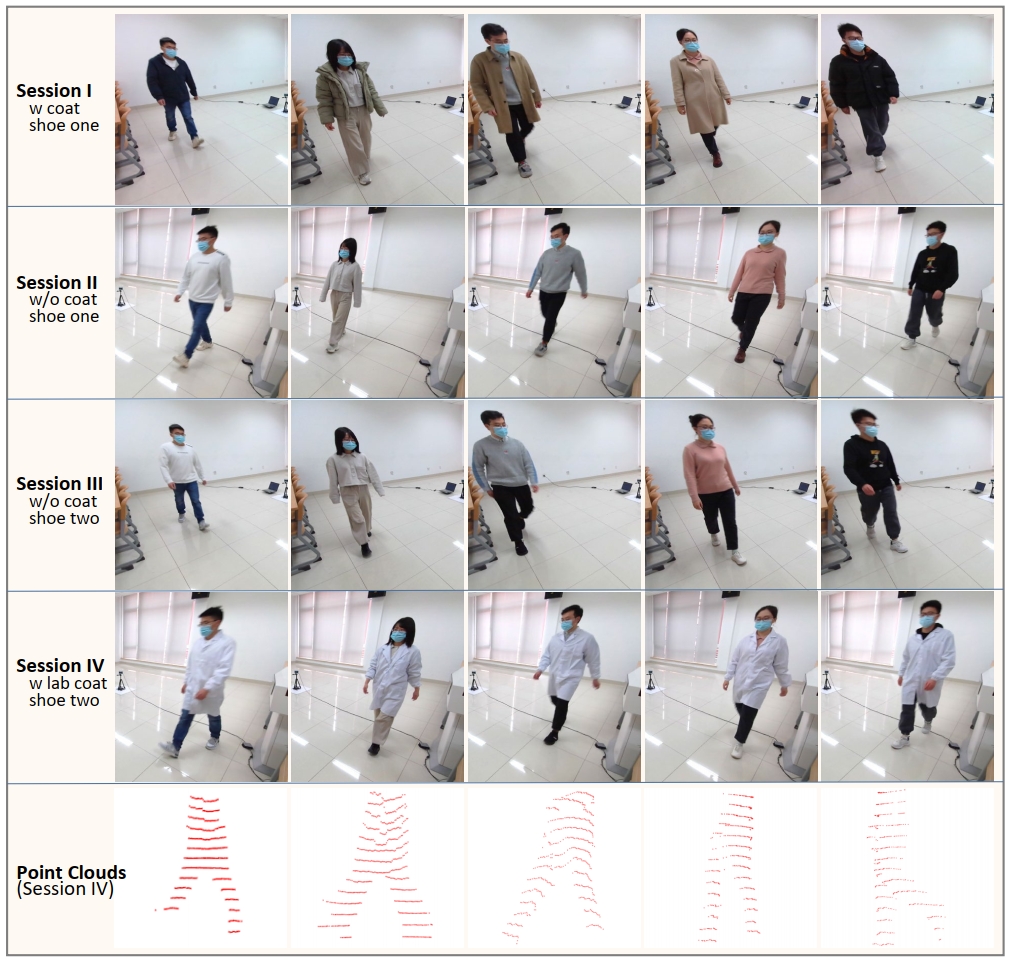 Session I
w coat
shoe one
Session II
w/o coat
shoe one
Session III
w/o coat
shoe two
Session IV
w lab coat
shoe two
Point Clouds
(Session IV)